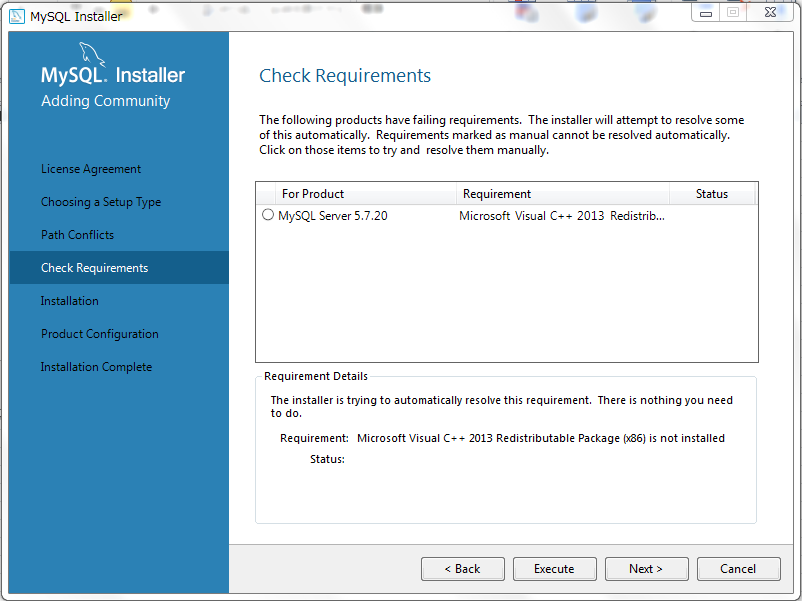 MySQL Installer
MySQL. Installer
Adding Community
License Agreement
Choosing a Setup Type
Path Conflicts
Check Requirements
Installation
Product Configuration
Installation Complete
Check Requirements
The following products have failing requirements.  The installer will attempt to resolve some
of this automatically.  Requirements marked as manual cannot be resolved automatically.
Click on those items to try and  resolve them manually.
For Product Requirement Status
MySQL Server 5.7.20 Microsoft Visual C++ 2013 Redistrib...
Requirement Details
The installer is trying to automatically resolve this requirement.  There is nothing you need
to do.
Requirement: Microsoft Visual C++ 2013 Redistributable Package (x86) is not installed
Status:
< Back Execute Next > Cancel